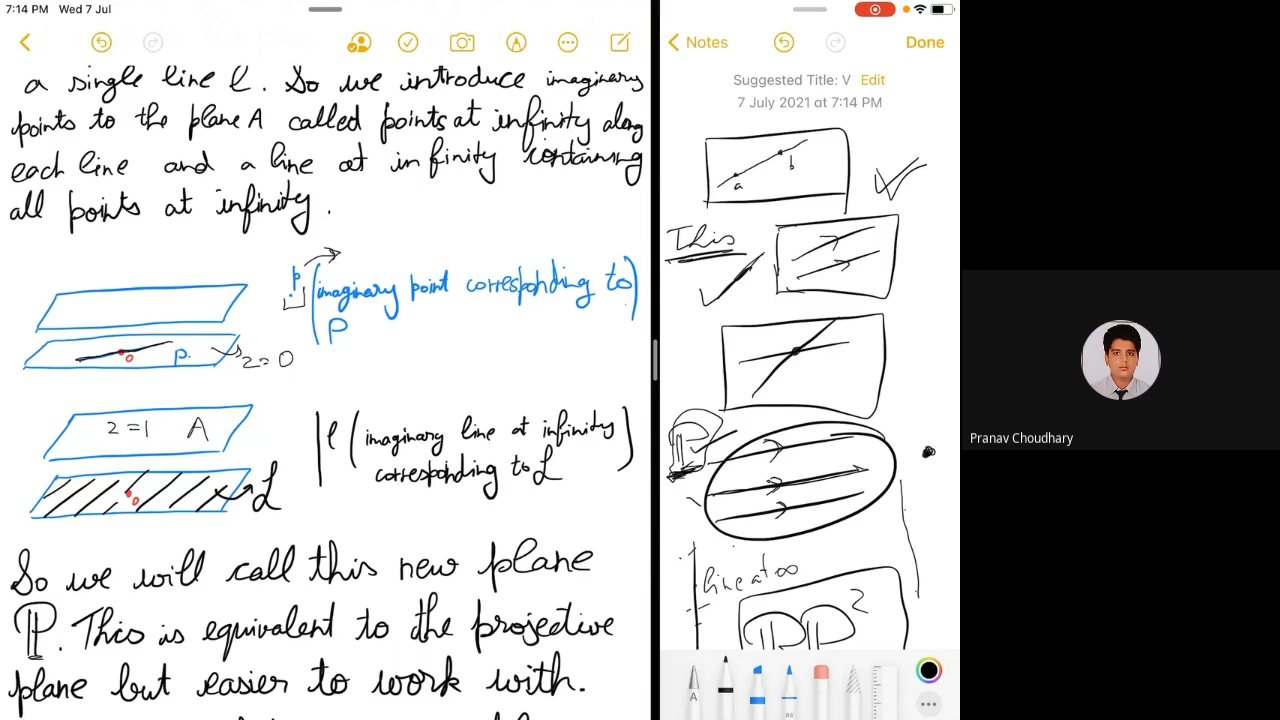 7:14 PM Wed 7 Jul
a single line L. So we introduce imaginary
points to the plane A called points at infinity along
each line and a line at infinity containing
all points at infinity.
P (imaginary point corresponding to
P)
O P.
z=0
z=1 A
O L
l (imaginary line at infinity
corresponding to L)
So we will call this new plane
ℙ. This is equivalent to the projective
plane but easier to work with.
Notes Done
Suggested Title: V Edit
7 July 2021 at 7:14 PM
a b
This
ℙ
line at ∞
ℙℙ²
A
Pranav Choudhary